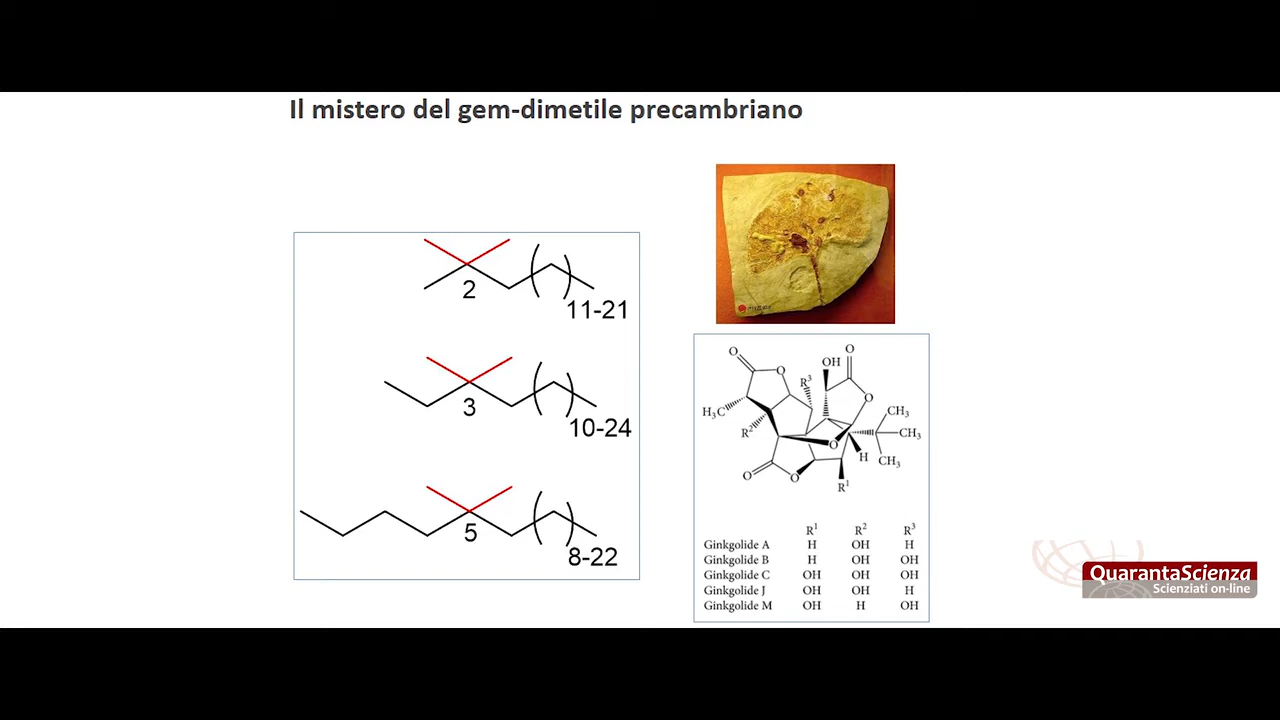 Il mistero del gem-dimetile precambriano
2
11-21
3
10-24
5
8-22
O
O
OH
O
R³
H₃C
O
R²
CH₃
CH₃
O
H
CH₃
O
O
R¹
R¹ R² R³
Ginkgolide A H OH H
Ginkgolide B H OH OH
Ginkgolide C OH OH OH
Ginkgolide J OH OH H
Ginkgolide M OH H OH
QuarantaScienza
Scienziati on-line